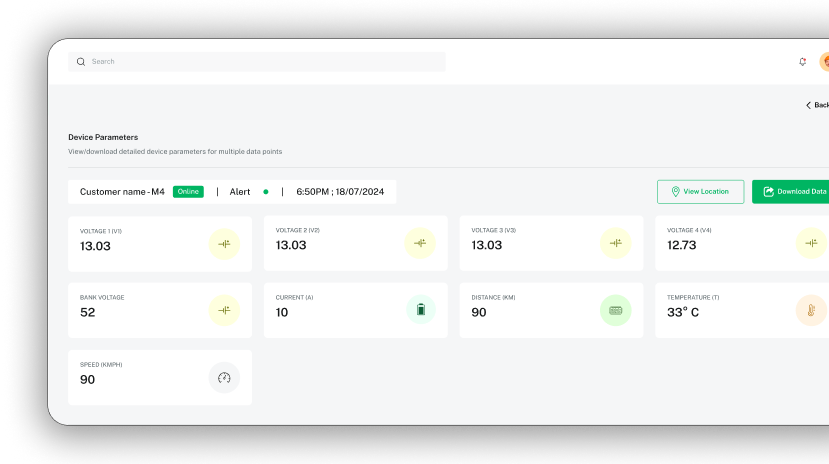 Search
Back
Device Parameters
View/download detailed device parameters for multiple data points
Customer name - M4 Online | Alert | 6:50PM ; 18/07/2024
View Location
Download Data
VOLTAGE 1 (V1)
13.03
VOLTAGE 2 (V2)
13.03
VOLTAGE 3 (V3)
13.03
VOLTAGE 4 (V4)
12.73
BANK VOLTAGE
52
CURRENT (A)
10
DISTANCE (KM)
90
TEMPERATURE (T)
33° C
SPEED (KMPH)
90